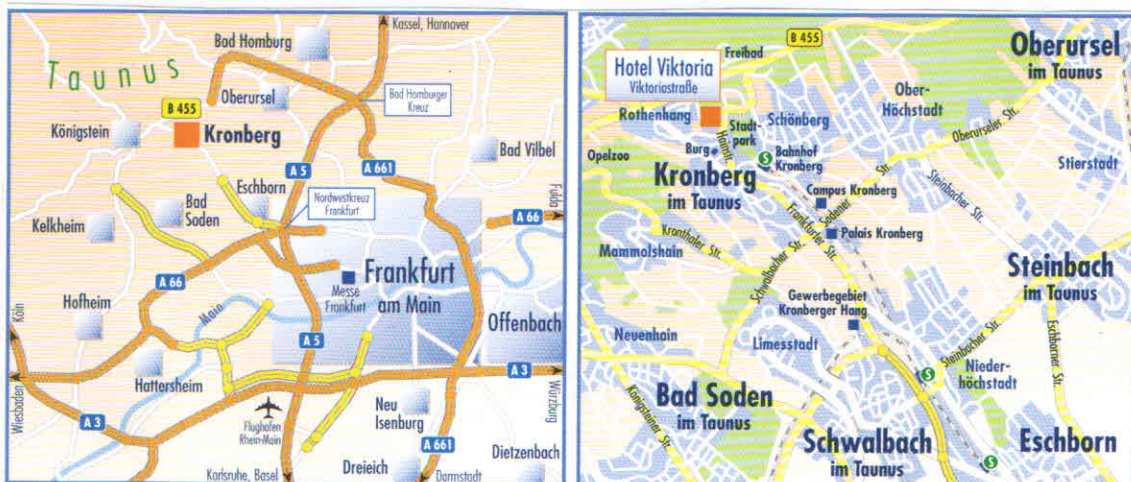 Kassel, Hannover
Bad Homburg
Taunus
Oberursel
Bad Homburger
Kreuz
B 455
Königstein
Kronberg
Bad Vilbel
A 5
A 661
Eschborn
Fulda
Nordwestkreuz
Frankfurt
Bad
Soden
Kelkheim
A 66
A 66
Frankfurt
am Main
Messe
Frankfurt
Hofheim
Main
Köln
Offenbach
A 5
Hattersheim
A 3
Wiesbaden
A 3
Würzburg
Flughafen
Rhein-Main
Neu
Isenburg
A 661
Dietzenbach
Karlsruhe, Basel
Dreieich
Darmstadt
B 455
Freibad
Oberursel
im Taunus
Hotel Viktoria
Viktoriastraße
Rothenhang
Ober-
Höchstadt
Schönberg
Stadt-
park
Hainstr.
Burg
Bahnhof
Kronberg
S
Oberurseler Str.
Stierstadt
Opelzoo
Kronberg
im Taunus
Campus Kronberg
Steinbacher Str.
Sodener Str.
Frankfurter Str.
Palais Kronberg
Kronthaler Str.
Mammolshain
Schwalbacher Str.
Steinbach
im Taunus
Gewerbegebiet
Kronberger Hang
Neuenhain
Limesstadt
Steinbacher Str.
Eschborner Str.
Nieder-
höchstadt
S
Königsteiner Str.
Bad Soden
im Taunus
Schwalbach
im Taunus
Eschborn
S